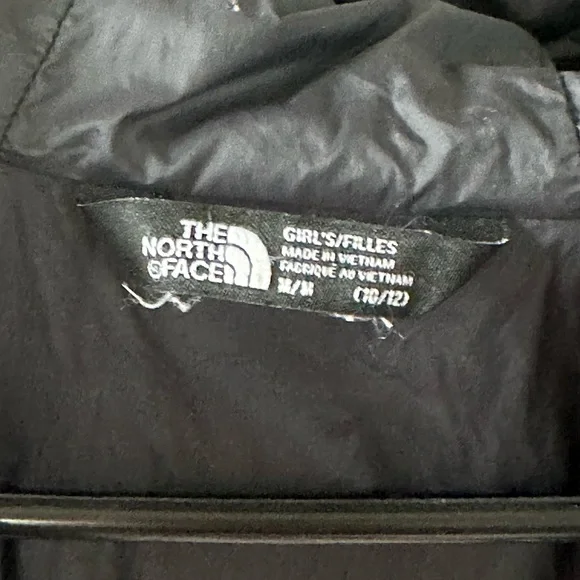 THE
NORTH
FACE
GIRL'S/FILLES
MADE IN VIETNAM
FABRIQUE AU VIETNAM
M/M (10/12)